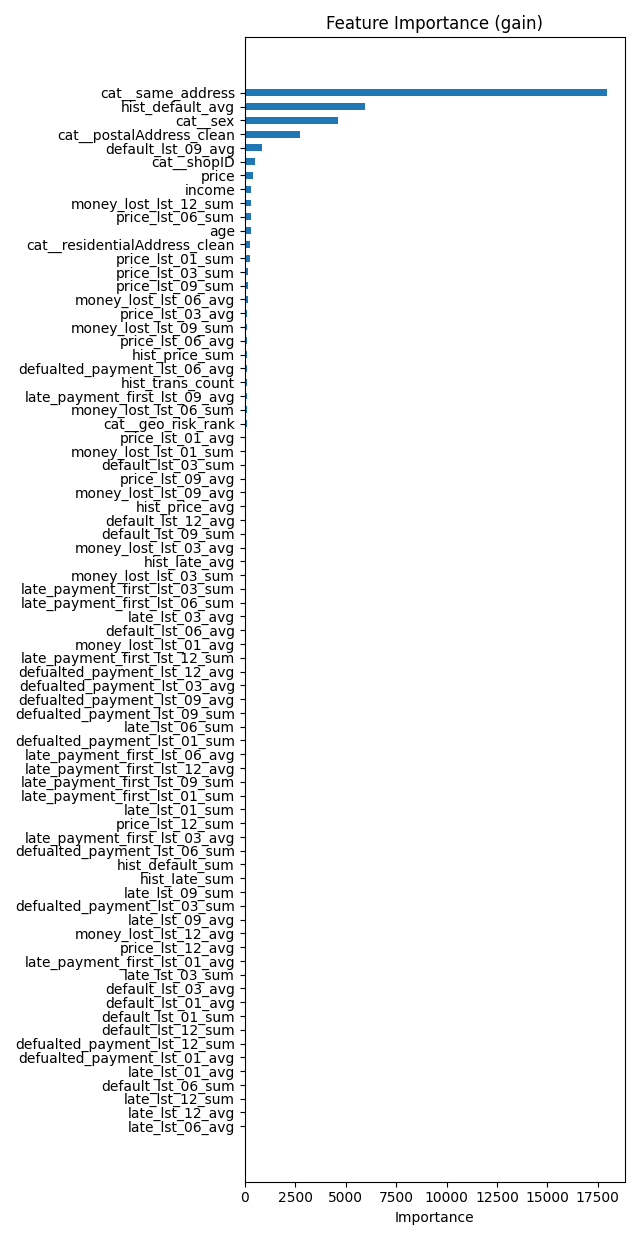 Feature Importance (gain)
cat__same_address
hist_default_avg
cat__sex
cat__postalAddress_clean
default_lst_09_avg
cat__shopID
price
income
money_lost_lst_12_sum
price_lst_06_sum
age
cat__residentialAddress_clean
price_lst_01_sum
price_lst_03_sum
price_lst_09_sum
money_lost_lst_06_avg
price_lst_03_avg
money_lost_lst_09_sum
price_lst_06_avg
hist_price_sum
defualted_payment_lst_06_avg
hist_trans_count
late_payment_first_lst_09_avg
money_lost_lst_06_sum
cat__geo_risk_rank
price_lst_01_avg
money_lost_lst_01_sum
default_lst_03_sum
price_lst_09_avg
money_lost_lst_09_avg
hist_price_avg
default_lst_12_avg
default_lst_09_sum
money_lost_lst_03_avg
hist_late_avg
money_lost_lst_03_sum
late_payment_first_lst_03_sum
late_payment_first_lst_06_sum
late_lst_03_avg
default_lst_06_avg
money_lost_lst_01_avg
late_payment_first_lst_12_sum
defualted_payment_lst_12_avg
defualted_payment_lst_03_avg
defualted_payment_lst_09_avg
defualted_payment_lst_09_sum
late_lst_06_sum
defualted_payment_lst_01_sum
late_payment_first_lst_06_avg
late_payment_first_lst_12_avg
late_payment_first_lst_09_sum
late_payment_first_lst_01_sum
late_lst_01_sum
price_lst_12_sum
late_payment_first_lst_03_avg
defualted_payment_lst_06_sum
hist_default_sum
hist_late_sum
late_lst_09_sum
defualted_payment_lst_03_sum
late_lst_09_avg
money_lost_lst_12_avg
price_lst_12_avg
late_payment_first_lst_01_avg
late_lst_03_sum
default_lst_03_avg
default_lst_01_avg
default_lst_01_sum
default_lst_12_sum
defualted_payment_lst_12_sum
defualted_payment_lst_01_avg
late_lst_01_avg
default_lst_06_sum
late_lst_12_sum
late_lst_12_avg
late_lst_06_avg
0 2500 5000 7500 10000 12500 15000 17500
Importance